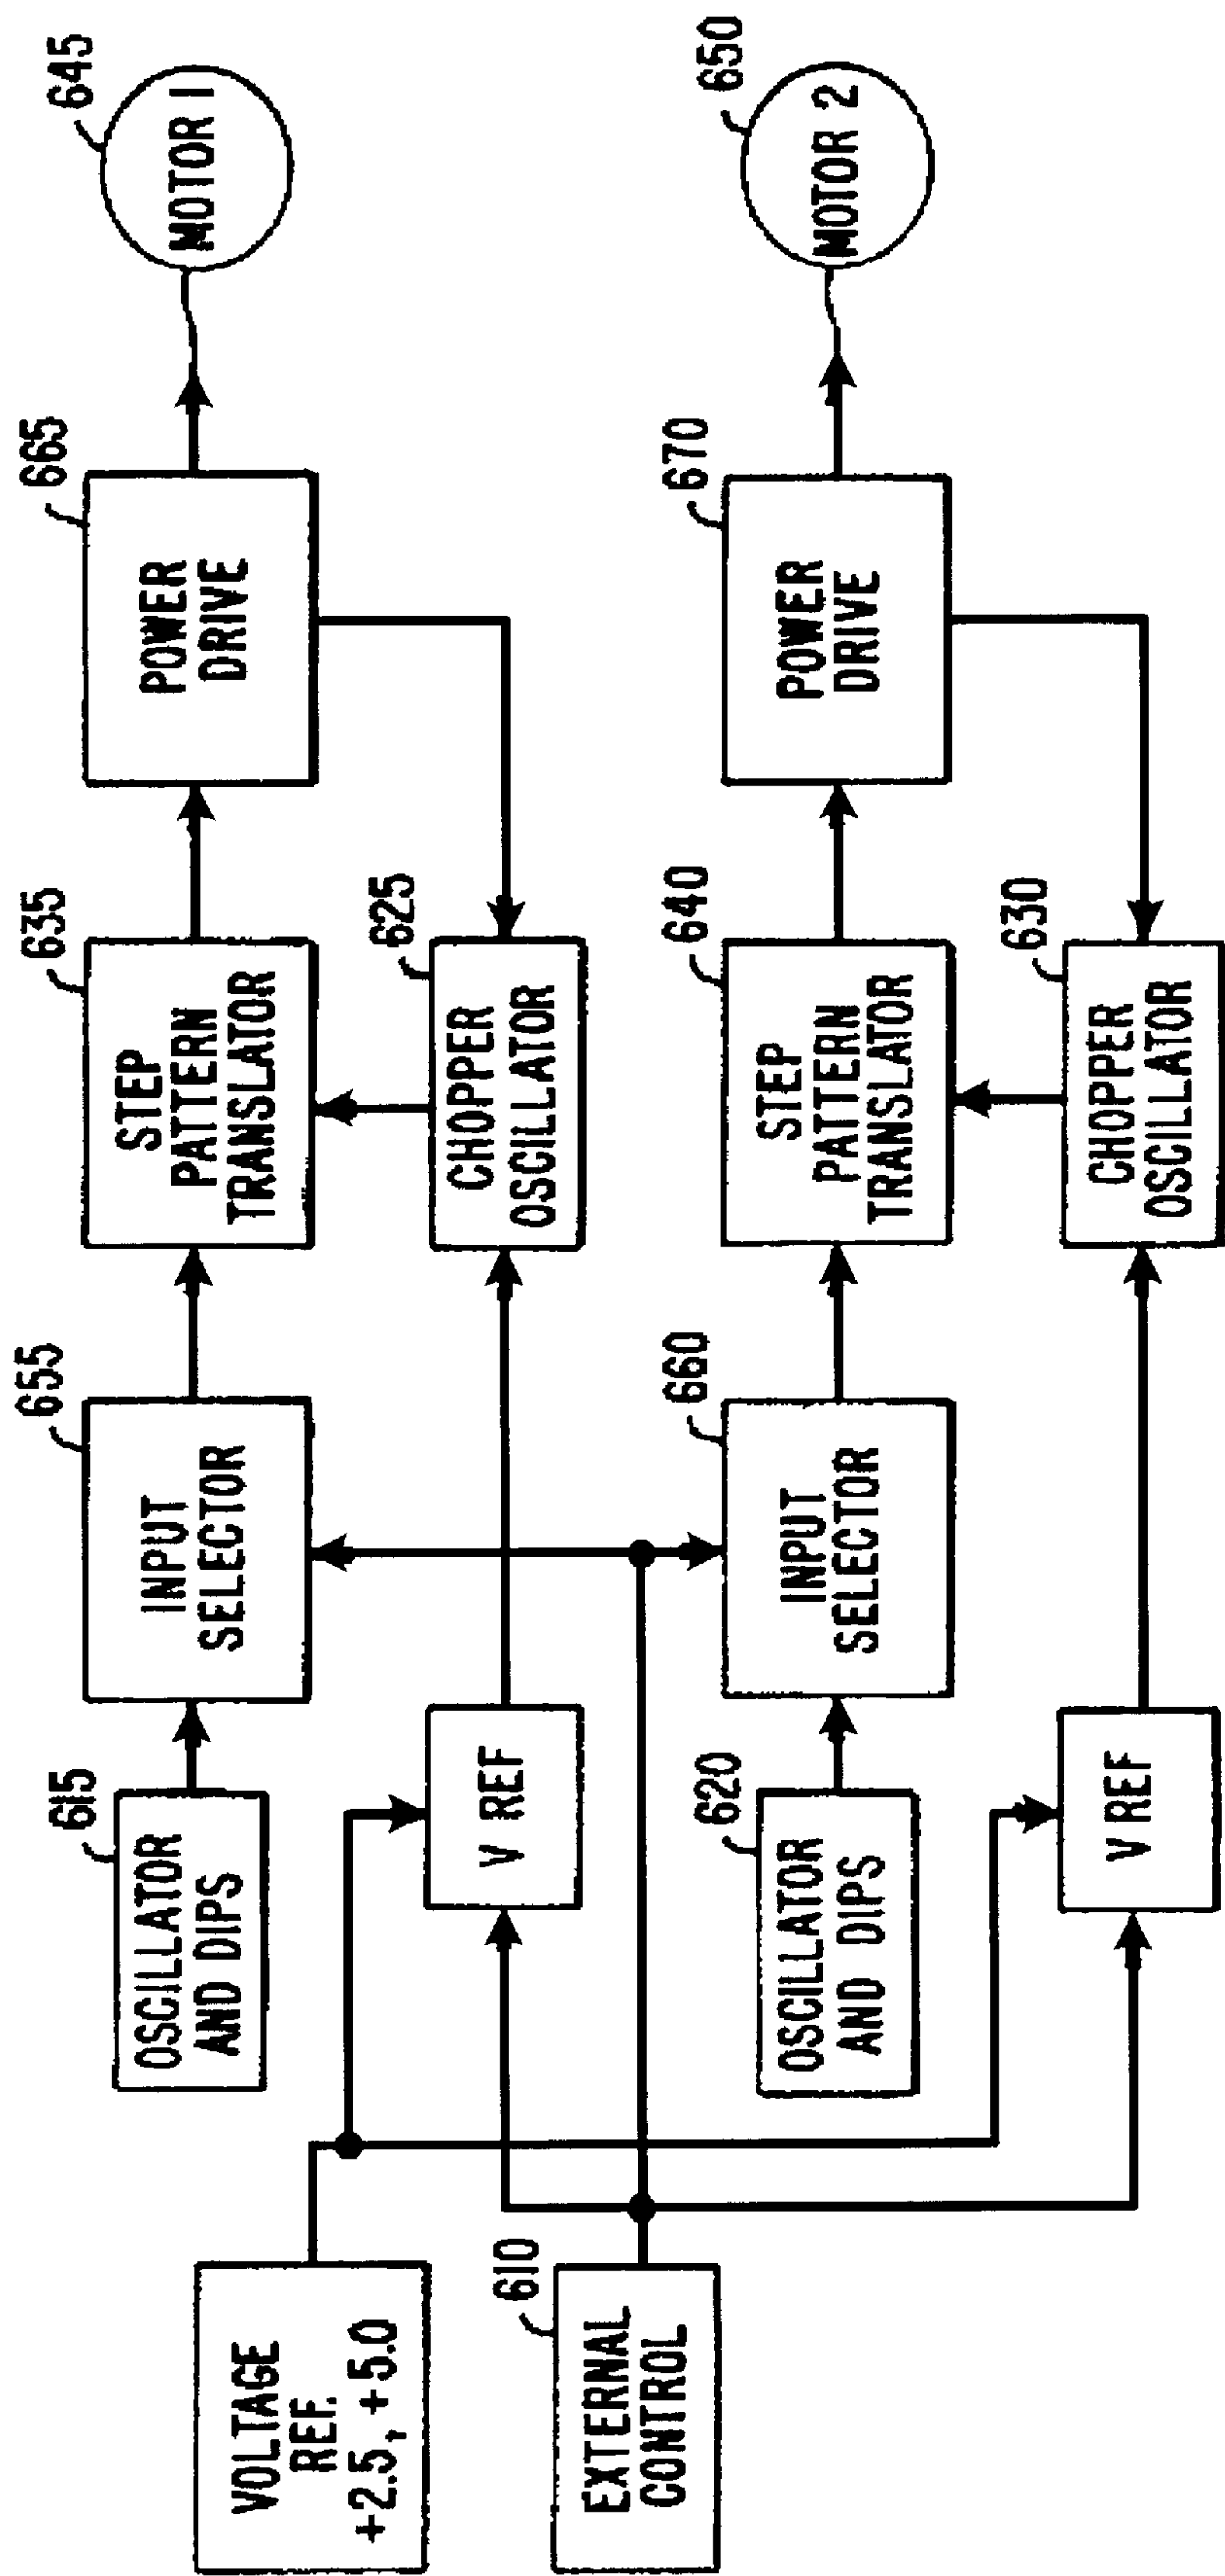 VOLTAGE
REF.
+2.5, +5.0
610
EXTERNAL
CONTROL
615
OSCILLATOR
AND DIPS
V REF
620
OSCILLATOR
AND DIPS
V REF
655
INPUT
SELECTOR
660
INPUT
SELECTOR
635
STEP
PATTERN
TRANSLATOR
625
CHOPPER
OSCILLATOR
640
STEP
PATTERN
TRANSLATOR
630
CHOPPER
OSCILLATOR
665
POWER
DRIVE
670
POWER
DRIVE
645
MOTOR 1
650
MOTOR 2